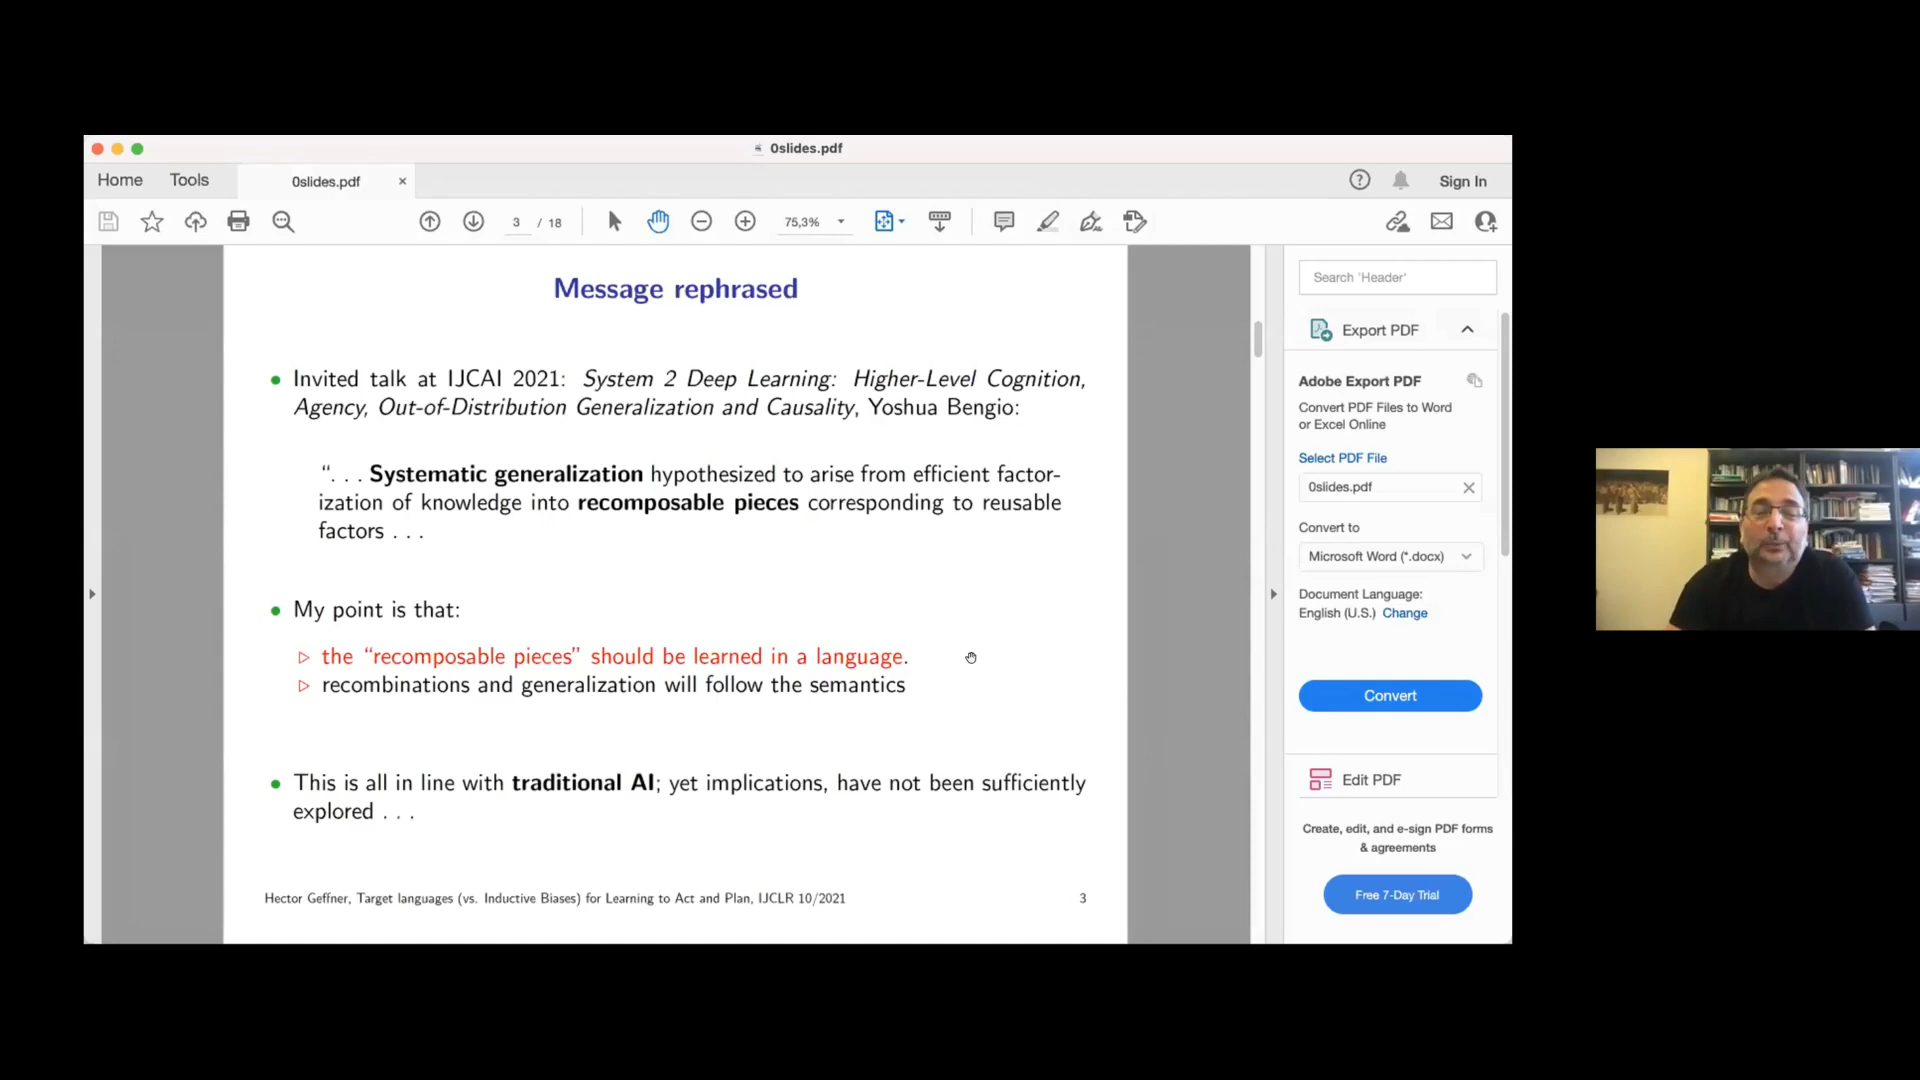 0slides.pdf
Home
Tools
0slides.pdf
Sign In
3 / 18
75,3%
Message rephrased
• Invited talk at IJCAI 2021: System 2 Deep Learning: Higher-Level Cognition,
Agency, Out-of-Distribution Generalization and Causality, Yoshua Bengio:
“. . . Systematic generalization hypothesized to arise from efficient factor-
ization of knowledge into recomposable pieces corresponding to reusable
factors . . .
• My point is that:
▷ the “recomposable pieces” should be learned in a language.
▷ recombinations and generalization will follow the semantics
• This is all in line with traditional AI; yet implications, have not been sufficiently
explored . . .
Hector Geffner, Target languages (vs. Inductive Biases) for Learning to Act and Plan, IJCLR 10/2021
3
Search 'Header'
Export PDF
Adobe Export PDF
Convert PDF Files to Word
or Excel Online
Select PDF File
0slides.pdf
Convert to
Microsoft Word (*.docx)
Document Language:
English (U.S.) Change
Convert
Edit PDF
Create, edit, and e-sign PDF forms
& agreements
Free 7-Day Trial